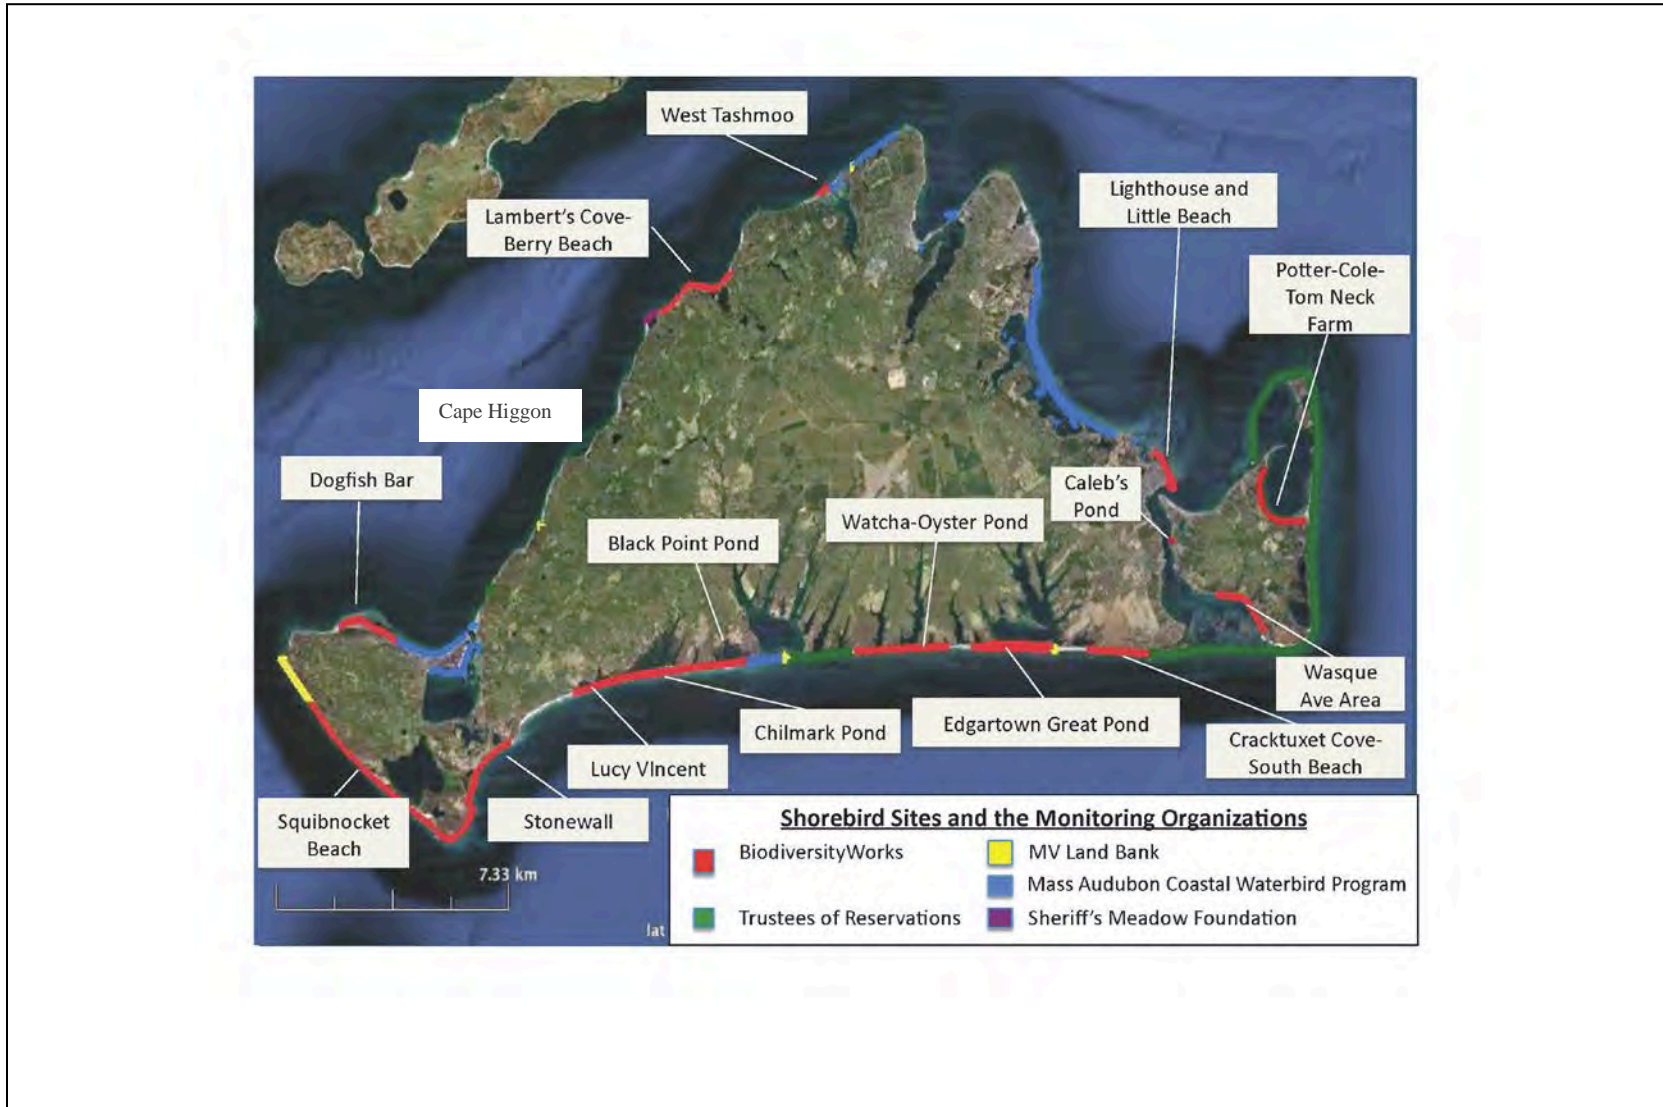 West Tashmoo
Lighthouse and
Little Beach
Lambert's Cove-
Berry Beach
Potter-Cole-
Tom Neck
Farm
Cape Higgon
Dogfish Bar
Caleb's
Pond
Watcha-Oyster Pond
Black Point Pond
Wasque
Ave Area
Edgartown Great Pond
Chilmark Pond
Cracktuxet Cove-
South Beach
Lucy VIncent
Squibnocket
Beach
Stonewall
7.33 km
lat
Shorebird Sites and the Monitoring Organizations
BiodiversityWorks
MV Land Bank
Mass Audubon Coastal Waterbird Program
Trustees of Reservations
Sheriff's Meadow Foundation